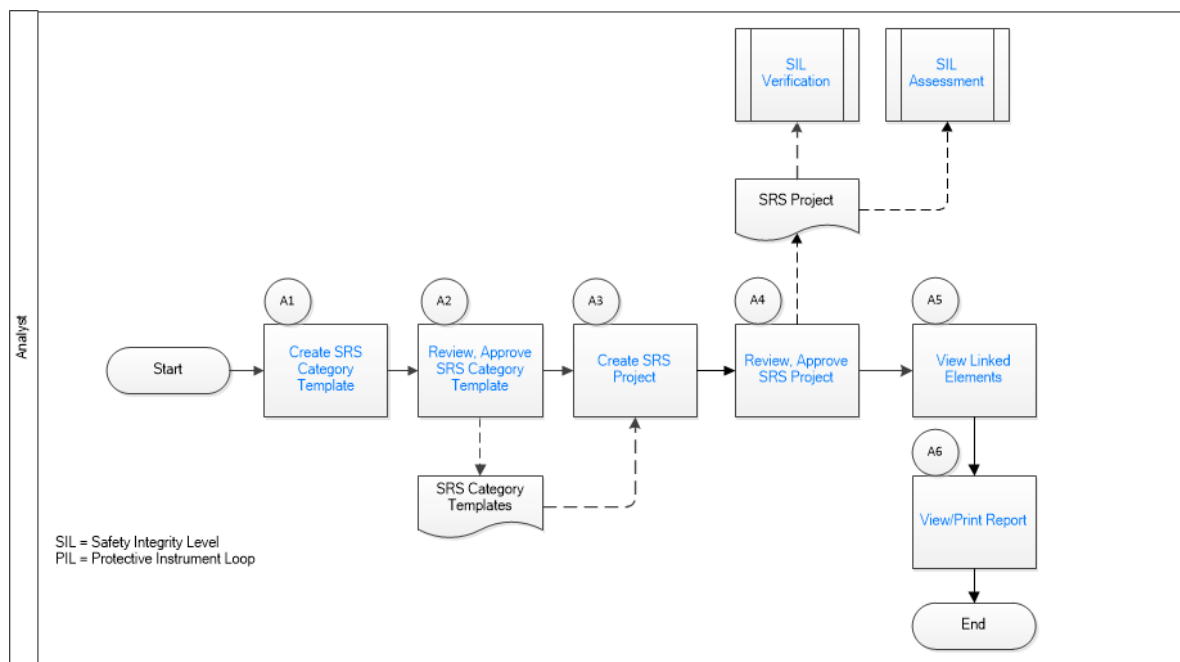 Analyst
SIL
Verification
SIL
Assessment
SRS Project
A1
A2
A3
A4
A5
Start
Create SRS
Category
Template
Review, Approve
SRS Category
Template
Create SRS
Project
Review, Approve
SRS Project
View Linked
Elements
A6
SRS Category
Templates
View/Print Report
SIL = Safety Integrity Level
PIL = Protective Instrument Loop
End